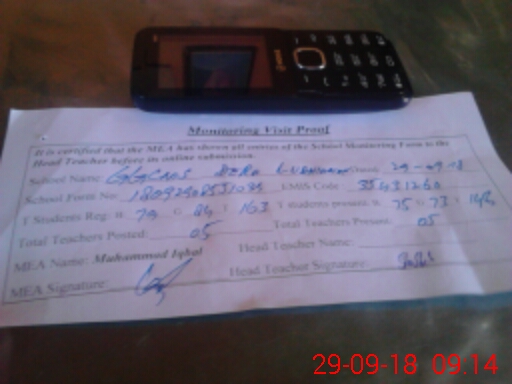 Monitoring Visit Proof
It is certified that the MEA has shown all entries of the School Monitoring Form to the
Head Teacher before its online submission.
School Name: DERA 29-09-18
School Form No: EMIS Code:
T Students Reg: B 79 G 84 T 163 T students present: B 75 G 73 T 148
Total Teachers Posted: 05 Total Teachers Present: 05
MEA Name: Muhammad Iqbal Head Teacher Name:
MEA Signature: Head Teacher Signature
29-09-18 09:14